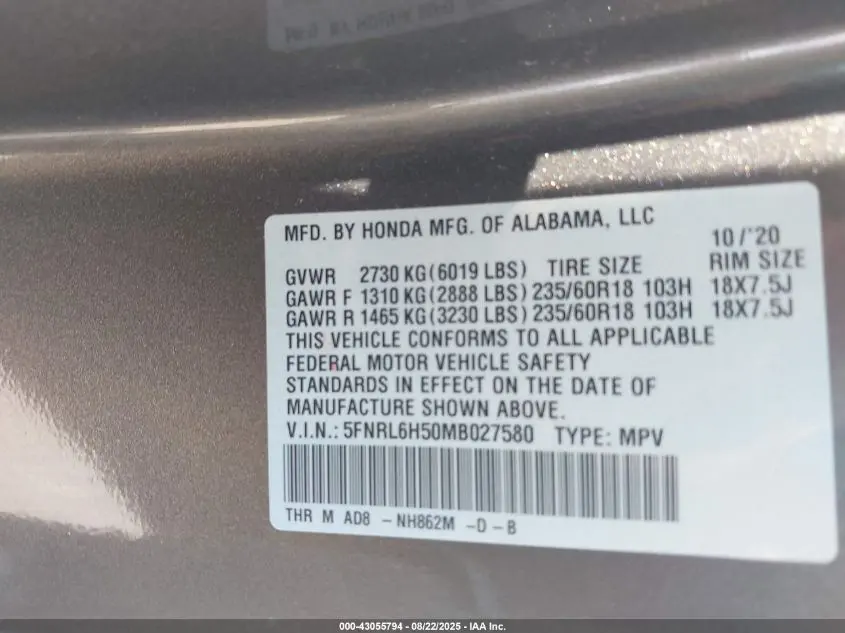 MFD. BY HONDA MFG. OF ALABAMA, LLC 10/'20
GVWR 2730 KG(6019 LBS) TIRE SIZE RIM SIZE
GAWR F 1310 KG(2888 LBS) 235/60R18 103H 18X7.5J
GAWR R 1465 KG(3230 LBS) 235/60R18 103H 18X7.5J
THIS VEHICLE CONFORMS TO ALL APPLICABLE
FEDERAL MOTOR VEHICLE SAFETY
STANDARDS IN EFFECT ON THE DATE OF
MANUFACTURE SHOWN ABOVE.
V.I.N.: 5FNRL6H50MB027580 TYPE: MPV
THR M AD8 - NH862M -D-B
000-43055794 - 08/22/2025 - IAA Inc.